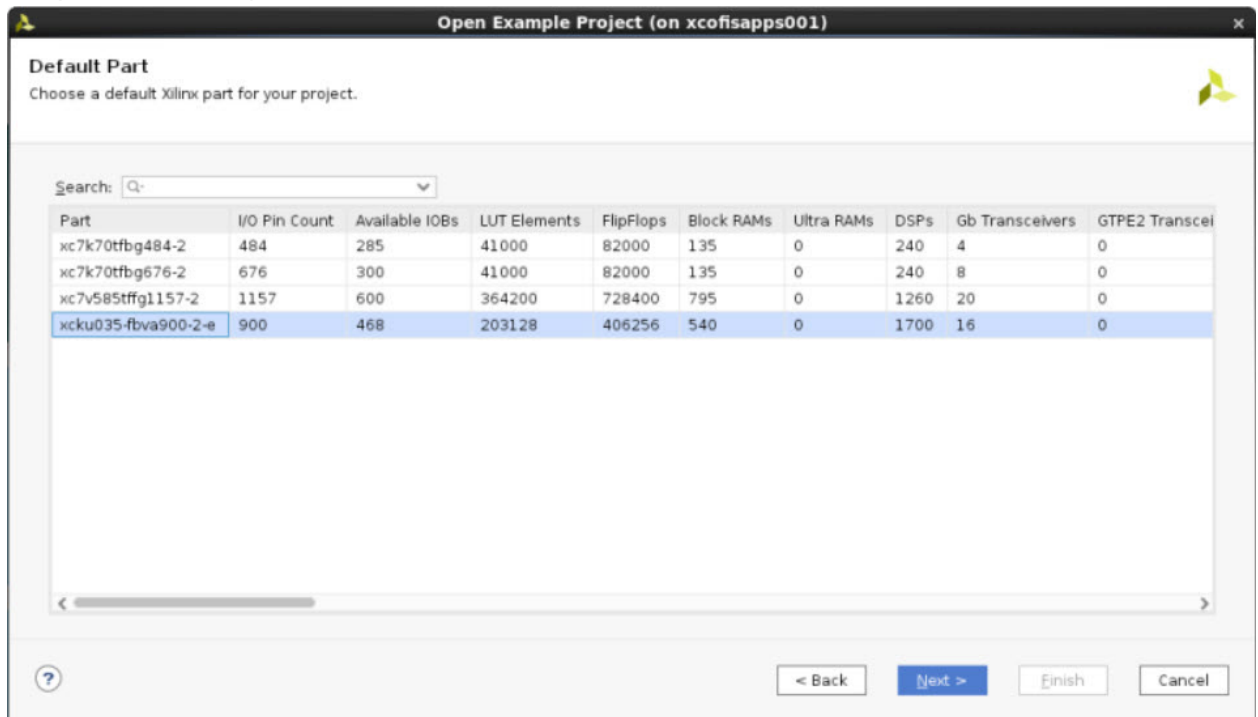 Open Example Project (on xcofisapps001)
Default Part
Choose a default Xilinx part for your project.
Search:
Part I/O Pin Count Available IOBs LUT Elements FlipFlops Block RAMs Ultra RAMs DSPs Gb Transceivers GTPE2 Transcei
xc7k70tfbg484-2 484 285 41000 82000 135 0 240 4 0
xc7k70tfbg676-2 676 300 41000 82000 135 0 240 8 0
xc7v585tffg1157-2 1157 600 364200 728400 795 0 1260 20 0
xcku035-fbva900-2-e 900 468 203128 406256 540 0 1700 16 0
? < Back Next > Finish Cancel